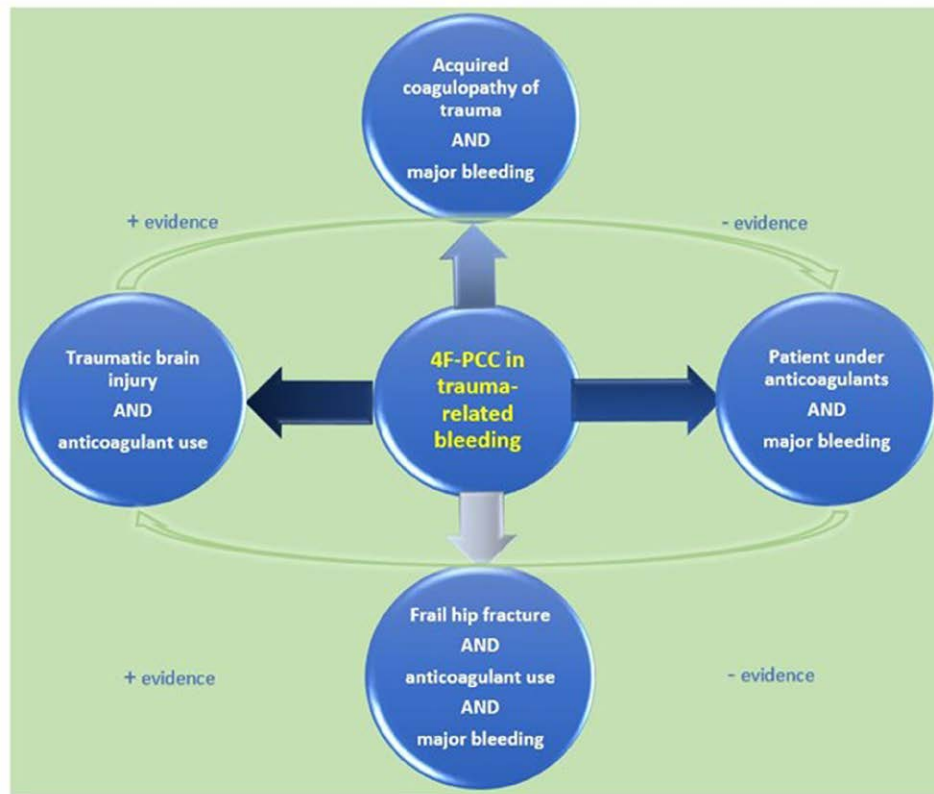 Acquired
coagulopathy of
trauma
AND
major bleeding
+ evidence
- evidence
Traumatic brain
injury
AND
anticoagulant use
4F-PCC in
trauma-
related
bleeding
Patient under
anticoagulants
AND
major bleeding
Frail hip fracture
AND
anticoagulant use
AND
major bleeding
+ evidence
- evidence